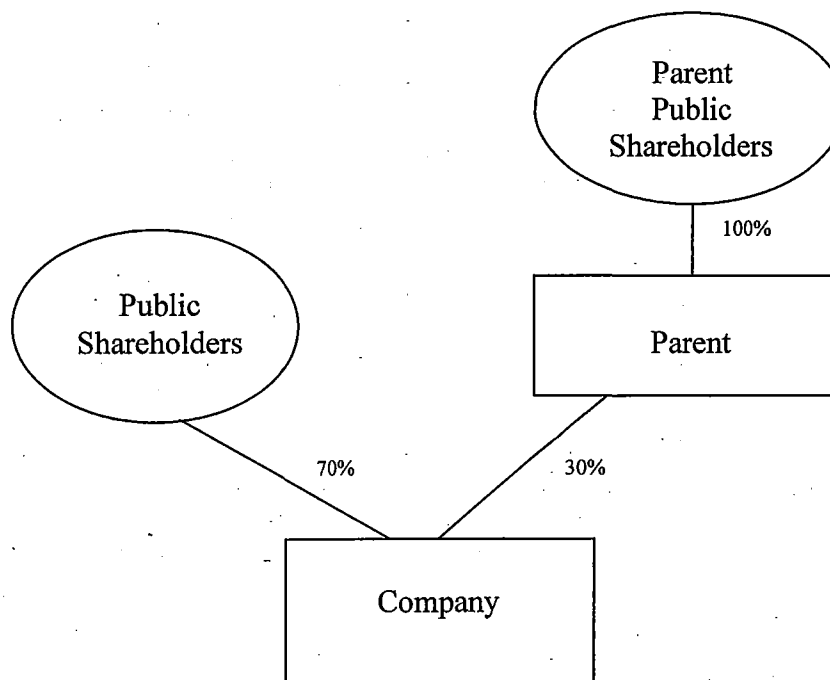 Parent
Public
Shareholders
100%
Public
Shareholders
Parent
70%
30%
Company